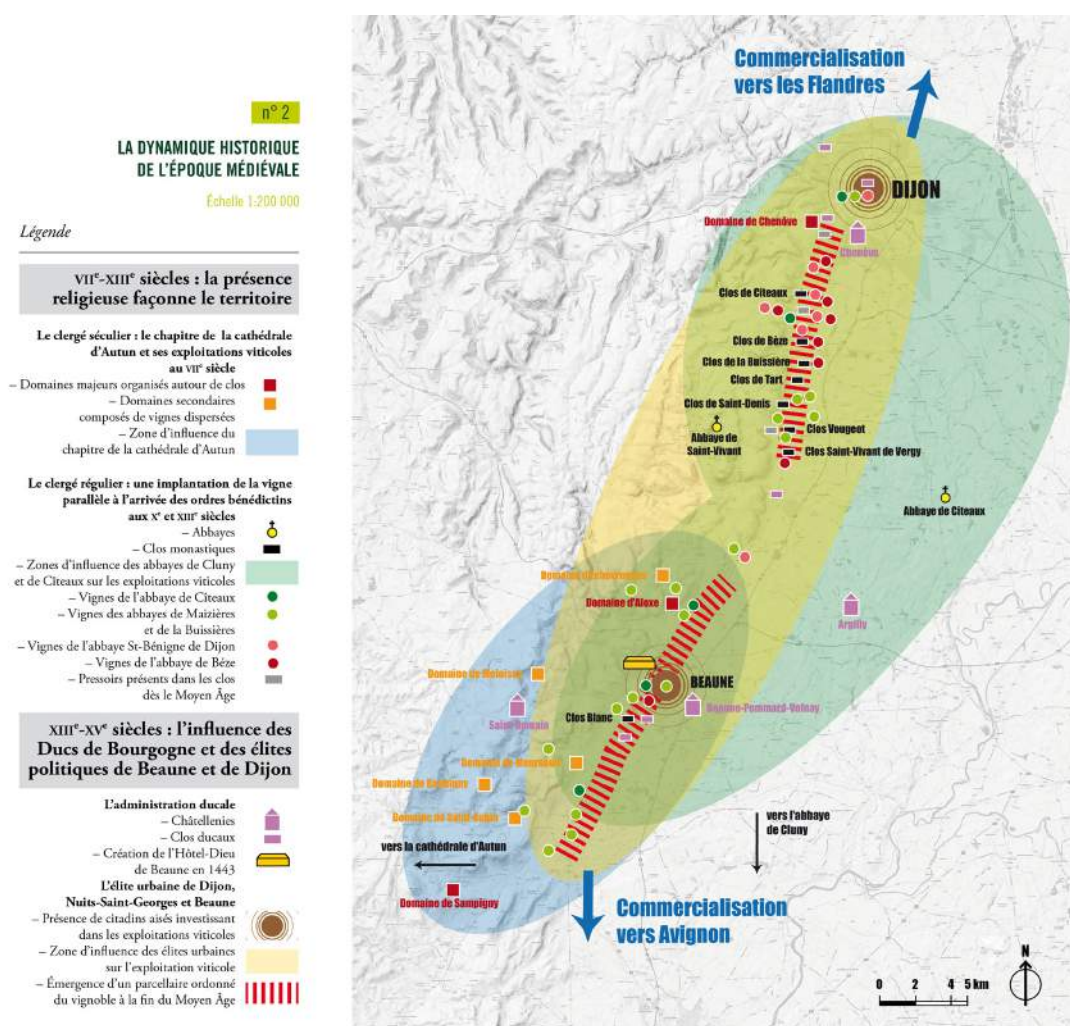 n° 2
LA DYNAMIQUE HISTORIQUE
DE L'ÉPOQUE MÉDIÉVALE
Échelle 1:200 000
Légende
VIIᵉ-XIIIᵉ siècles : la présence
religieuse façonne le territoire
Le clergé séculier : le chapitre de la cathédrale
d'Autun et ses exploitations viticoles
au VIIᵉ siècle
– Domaines majeurs organisés autour de clos
– Domaines secondaires
composés de vignes dispersées
– Zone d'influence du
chapitre de la cathédrale d'Autun
Le clergé régulier : une implantation de la vigne
parallèle à l'arrivée des ordres bénédictins
aux Xᵉ et XIIIᵉ siècles
– Abbayes
– Clos monastiques
– Zones d'influence des abbayes de Cluny
et de Cîteaux sur les exploitations viticoles
– Vignes de l'abbaye de Cîteaux
– Vignes des abbayes de Maizières
et de la Buissières
– Vignes de l'abbaye St-Bénigne de Dijon
– Vignes de l'abbaye de Béze
– Pressoirs présents dans les clos
dès le Moyen Âge
XIIIᵉ-XVᵉ siècles : l'influence des
Ducs de Bourgogne et des élites
politiques de Beaune et de Dijon
L'administration ducale
– Châtellenies
– Clos ducaux
– Création de l'Hôtel-Dieu
de Beaune en 1443
L'élite urbaine de Dijon,
Nuits-Saint-Georges et Beaune
– Présence de citadins aisés investissant
dans les exploitations viticoles
– Zone d'influence des élites urbaines
sur l'exploitation viticole
– Émergence d'un parcellaire ordonné
du vignoble à la fin du Moyen Âge
Commercialisation
vers les Flandres
DIJON
Domaine de Chenôve
Chenôve
Clos de Cîteaux
Clos de Bèze
Clos de la Buissière
Clos de Tart
Clos de Saint-Denis
Clos Vougeot
Abbaye de
Saint-Vivant
Clos Saint-Vivant de Vergy
Abbaye de Cîteaux
Domaine
Domaine d'Aloxe
Argilly
Domaine de Meloisey
BEAUNE
Saint-Romain
Beaune-Pommard-Volnay
Clos Blanc
Domaine de
Domaine de
Domaine de Saint-Aubin
vers l'abbaye
de Cluny
vers la cathédrale d'Autun
Domaine de Sampigny
Commercialisation
vers Avignon
N
0 2 4 5 km